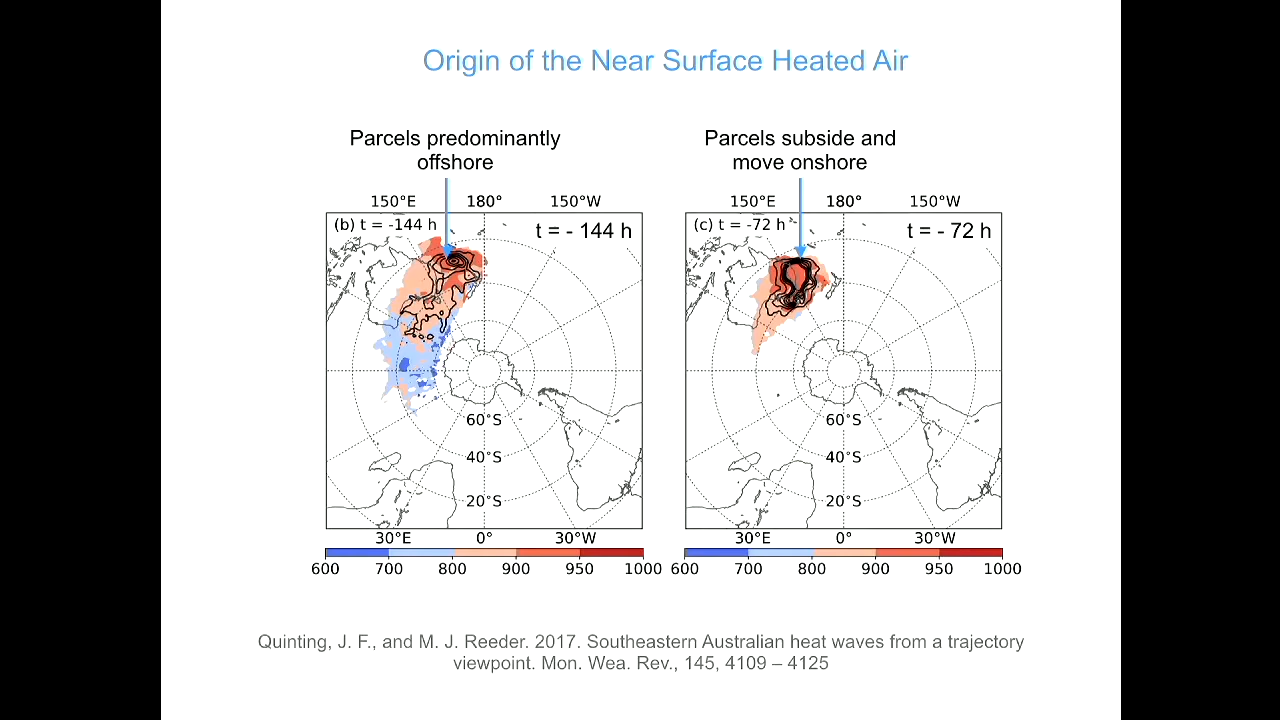 Origin of the Near Surface Heated Air
Parcels predominantly
offshore
150°E 180° 150°W
(b) t = -144 h
t = - 144 h
60°S
40°S
20°S
30°E 0° 30°W
600 700 800 900 950 1000
Parcels subside and
move onshore
150°E 180° 150°W
(c) t = -72 h
t = - 72 h
60°S
40°S
20°S
30°E 0° 30°W
600 700 800 900 950 1000
Quinting, J. F., and M. J. Reeder. 2017. Southeastern Australian heat waves from a trajectory
viewpoint. Mon. Wea. Rev., 145, 4109 – 4125